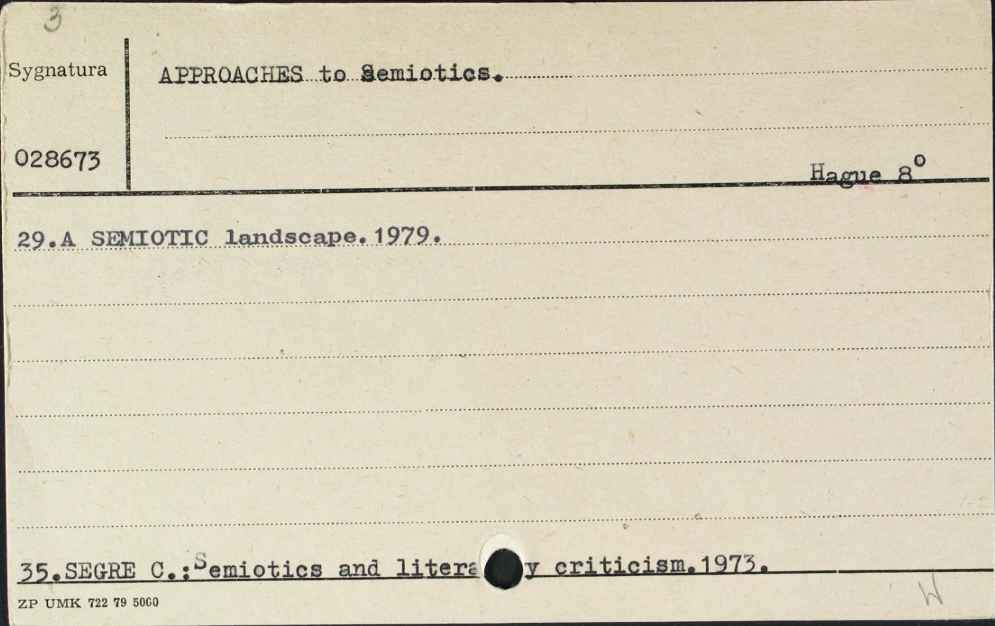 3
Sygnatura
APPROACHES to Semiotics.
028673
Hague 8°
29.A SEMIOTIC landscape.1979.
35.SEGRE C.:Semiotics and litera y criticism.1973.
ZP UMK 722 79 5000
W